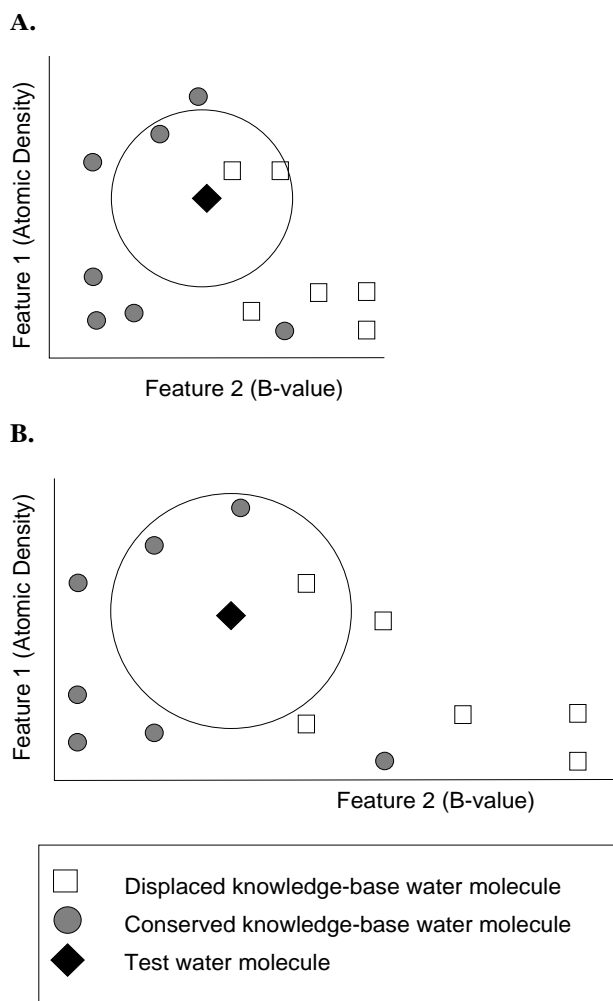 A.
Feature 1 (Atomic Density)
Feature 2 (B-value)
B.
Feature 1 (Atomic Density)
Feature 2 (B-value)
Displaced knowledge-base water molecule
Conserved knowledge-base water molecule
Test water molecule